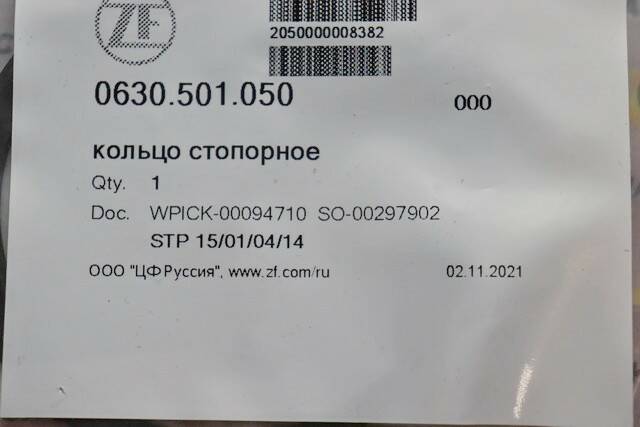 ZF
2050000008382
0630.501.050 000
кольцо стопорное
Qty. 1
Doc. WPICK-00094710 SO-00297902
STP 15/01/04/14
ООО "ЦФ Руссия", www.zf.com/ru 02.11.2021